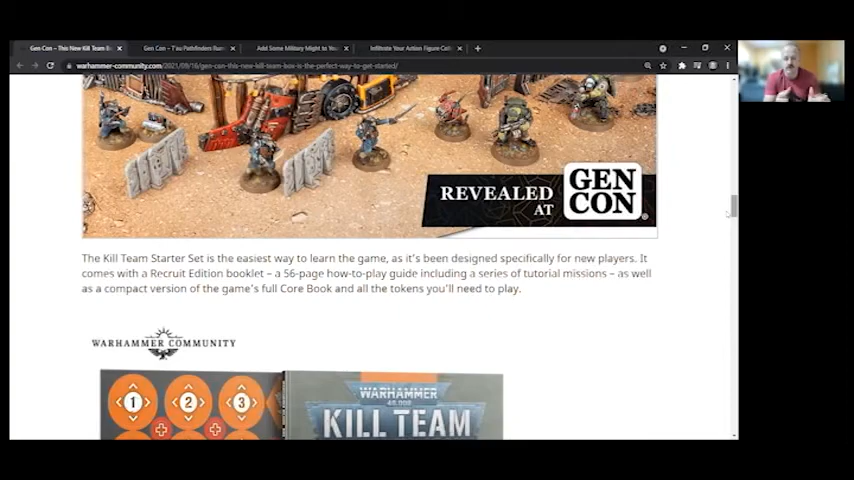 Gen Con – This New Kill Team B
Gen Con – T'au Pathfinders Rum
Add Some Military Might to You
Infiltrate Your Action Figure Coll
warhammer-community.com/2021/09/16/gen-con-this-new-kill-team-box-is-the-perfect-way-to-get-started/
REVEALED
AT
GEN
CON
The Kill Team Starter Set is the easiest way to learn the game, as it's been designed specifically for new players. It
comes with a Recruit Edition booklet – a 56-page how-to-play guide including a series of tutorial missions – as well
as a compact version of the game's full Core Book and all the tokens you'll need to play.
WARHAMMER COMMUNITY
1 2 3
WARHAMMER
40,000
KILL TEAM